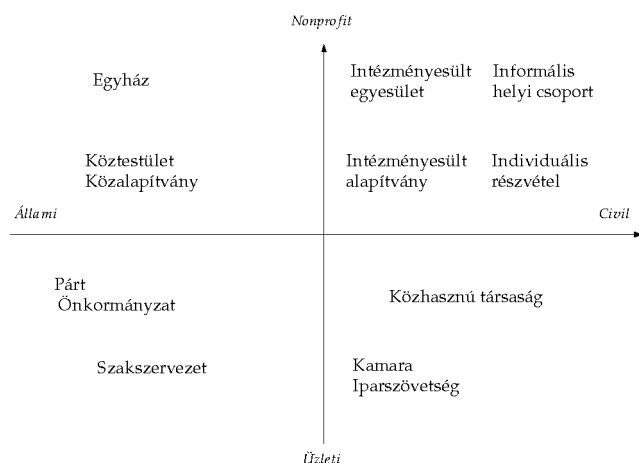 Nonprofit
Egyház
Intézményesült
egyesület
Informális
helyi csoport
Köztestület
Közalapítvány
Intézményesült
alapítvány
Individuális
részvétel
Állami
Civil
Párt
Önkormányzat
Közhasznú társaság
Szakszervezet
Kamara
Iparszövetség
Üzleti